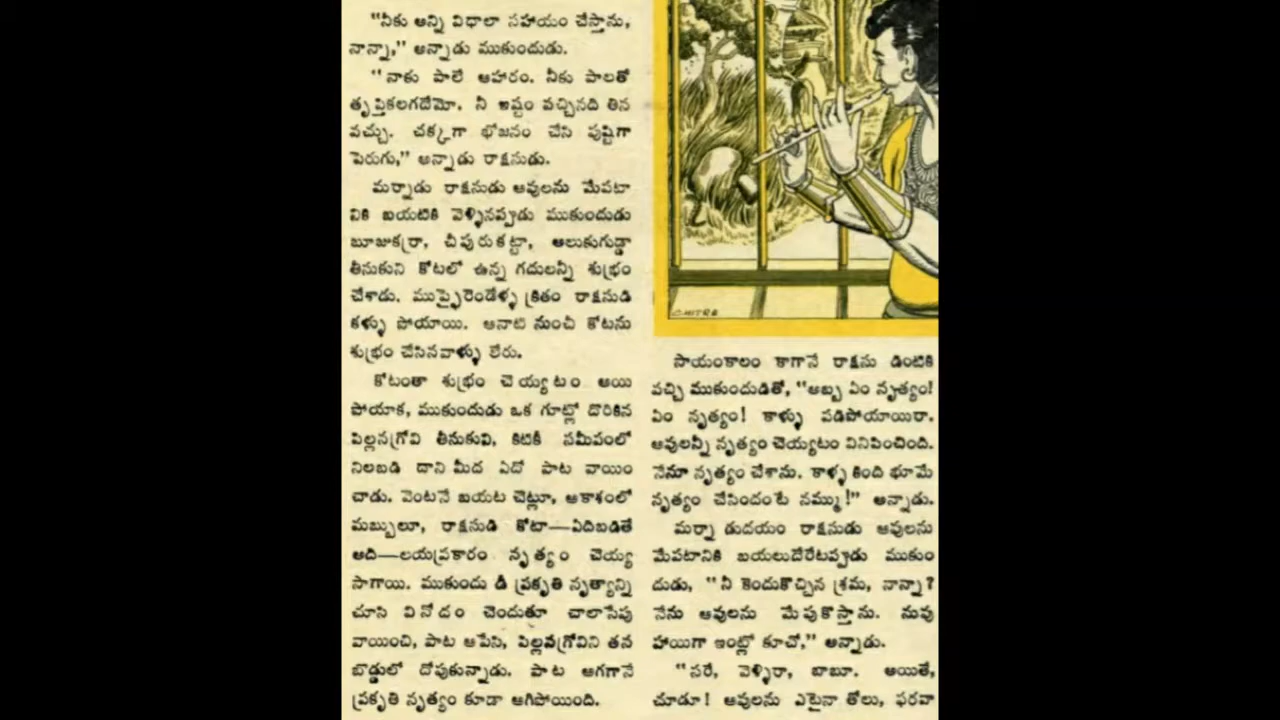 "నీకు అన్ని విధాలా సహాయం చేస్తాను,
నాన్నా," అన్నాడు ముకుందుడు.
"నాకు పాలే ఆహారం. నీకు పాలతో
తృప్తికలగదేమో. నీ ఇష్టం వచ్చినది తిన
వచ్చు. చక్కగా భోజనం చేసి పుష్టిగా
పెరుగు," అన్నాడు రాక్షసుడు.
మర్నాడు రాక్షసుడు ఆవులను మేపటా
నికి బయటికి వెళ్ళినప్పుడు ముకుందుడు
బూజుకర్రా, చీపురుకట్టా, అలుకుగుడ్డా
తీసుకుని కోటలో ఉన్న గదులన్నీ శుభ్రం
చేశాడు. ముప్ఫైరెండేళ్ళ క్రితం రాక్షసుడి
కళ్ళు పోయాయి. ఆనాటి నుంచీ కోటను
శుభ్రం చేసినవాళ్ళు లేరు.
కోటంతా శుభ్రం చెయ్యటం అయి
పోయాక, ముకుందుడు ఒక గూట్లో దొరికిన
పిల్లనగ్రోవి తీసుకుని, కిటికీ సమీపంలో
నిలబడి దాని మీద ఏదో పాట వాయిం
చాడు. వెంటనే బయట చెట్లూ, ఆకాశంలో
మబ్బులూ, రాక్షసుడి కోటా—ఏదిబడితే
అది—లయప్రకారం నృత్యం చెయ్య
సాగాయి. ముకుందు డీ ప్రకృతి నృత్యాన్ని
చూసి వినోదం చెందుతూ చాలాసేపు
వాయించి, పాట ఆపేసి, పిల్లనగ్రోవిని తన
బొడ్డులో దోపుకున్నాడు. పాట ఆగగానే
ప్రకృతి నృత్యం కూడా ఆగిపోయింది.
CHITRA
సాయంకాలం కాగానే రాక్షసు డింటికి
వచ్చి ముకుందుడితో, "అబ్బ ఏం నృత్యం!
ఏం నృత్యం! కాళ్ళు పడిపోయాయిరా.
ఆవులన్నీ నృత్యం చెయ్యటం వినిపించింది.
నేనూ నృత్యం చేశాను. కాళ్ళ కింది భూమే
నృత్యం చేసిందంటే నమ్ము!" అన్నాడు.
మర్నా డుదయం రాక్షసుడు ఆవులను
మేపటానికి బయలుదేరేటప్పుడు ముకుం
దుడు, "నీ కెందుకొచ్చిన శ్రమ, నాన్నా?
నేను ఆవులను మేపుకొస్తాను. నువు
హాయిగా ఇంట్లో కూచో," అన్నాడు.
"సరే, వెళ్ళిరా, బాబూ. అయితే,
చూడూ! ఆవులను ఎటైనా తోలు, ఫరవా